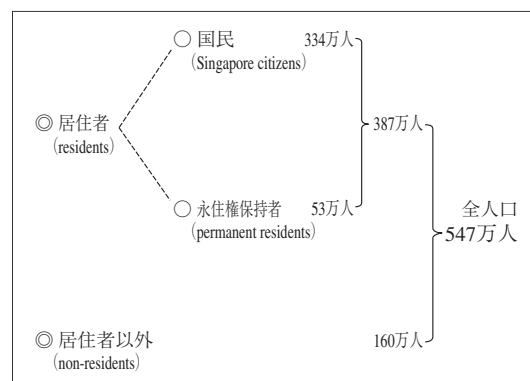 ○ 国民 334万人
(Singapore citizens)
◎ 居住者 387万人
(residents)
○ 永住権保持者 53万人
(permanent residents)
全人口
547万人
◎ 居住者以外 160万人
(non-residents)